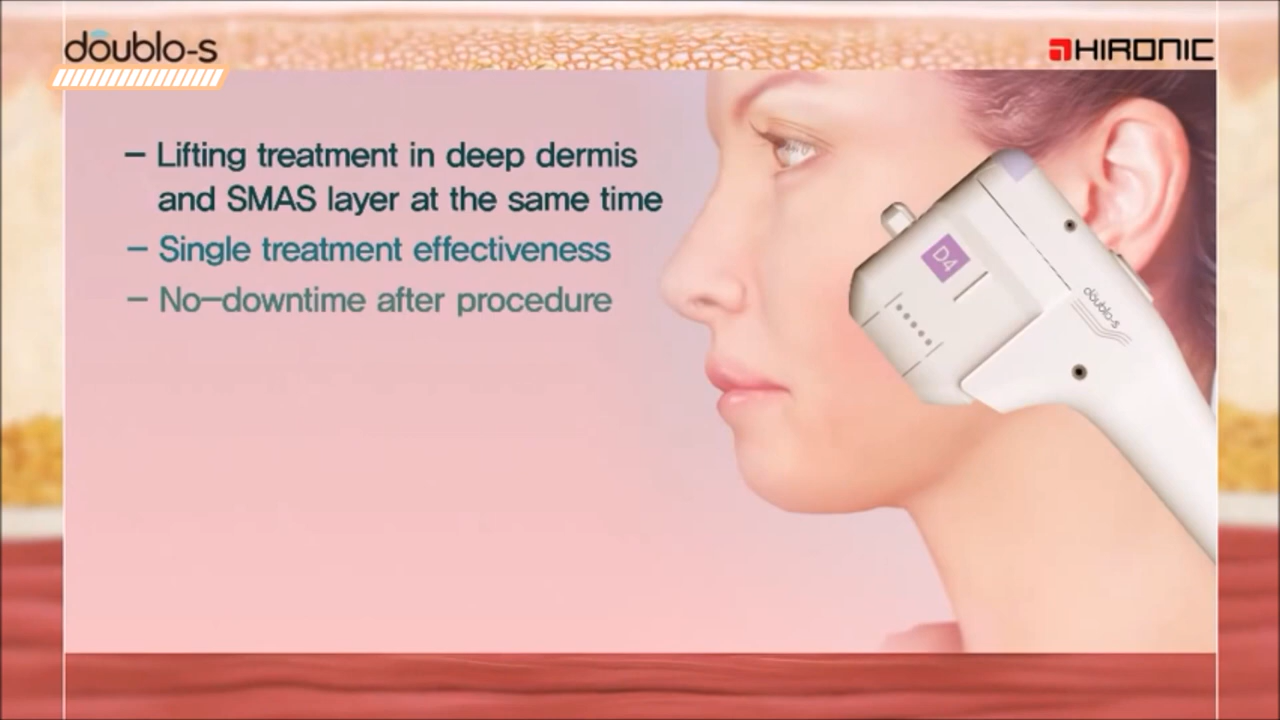 doublo-s
HIRONIC
– Lifting treatment in deep dermis
and SMAS layer at the same time
– Single treatment effectiveness
– No-downtime after procedure
D4
doublo-s